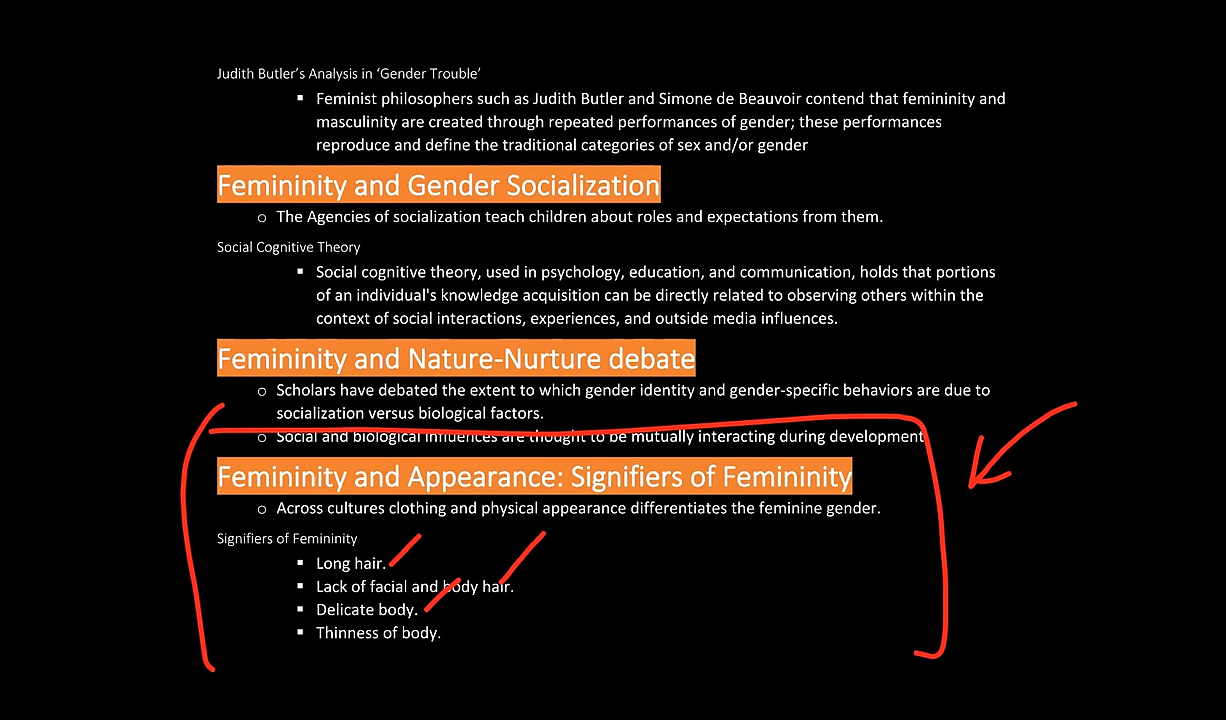 Judith Butler's Analysis in 'Gender Trouble'
▪ Feminist philosophers such as Judith Butler and Simone de Beauvoir contend that femininity and
masculinity are created through repeated performances of gender; these performances
reproduce and define the traditional categories of sex and/or gender
Femininity and Gender Socialization
o The Agencies of socialization teach children about roles and expectations from them.
Social Cognitive Theory
▪ Social cognitive theory, used in psychology, education, and communication, holds that portions
of an individual's knowledge acquisition can be directly related to observing others within the
context of social interactions, experiences, and outside media influences.
Femininity and Nature-Nurture debate
o Scholars have debated the extent to which gender identity and gender-specific behaviors are due to
socialization versus biological factors.
o Social and biological influences are thought to be mutually interacting during development
Femininity and Appearance: Signifiers of Femininity
o Across cultures clothing and physical appearance differentiates the feminine gender.
Signifiers of Femininity
▪ Long hair.
▪ Lack of facial and body hair.
▪ Delicate body.
▪ Thinness of body.